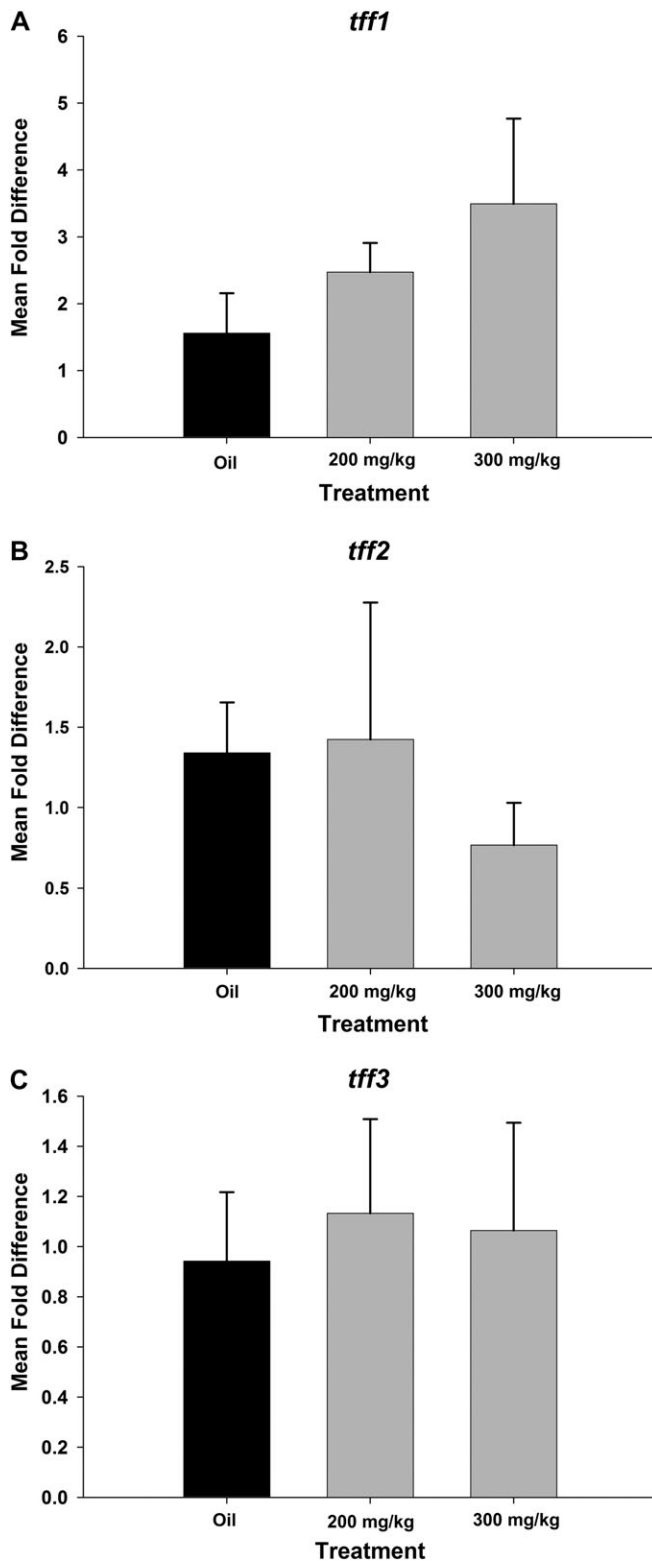 A
tff1
6
5
4
3
2
1
0
Mean Fold Difference
Oil 200 mg/kg 300 mg/kg
Treatment
B
tff2
2.5
2.0
1.5
1.0
0.5
0.0
Mean Fold Difference
Oil 200 mg/kg 300 mg/kg
Treatment
C
tff3
1.6
1.4
1.2
1.0
0.8
0.6
0.4
0.2
0.0
Mean Fold Difference
Oil 200 mg/kg 300 mg/kg
Treatment